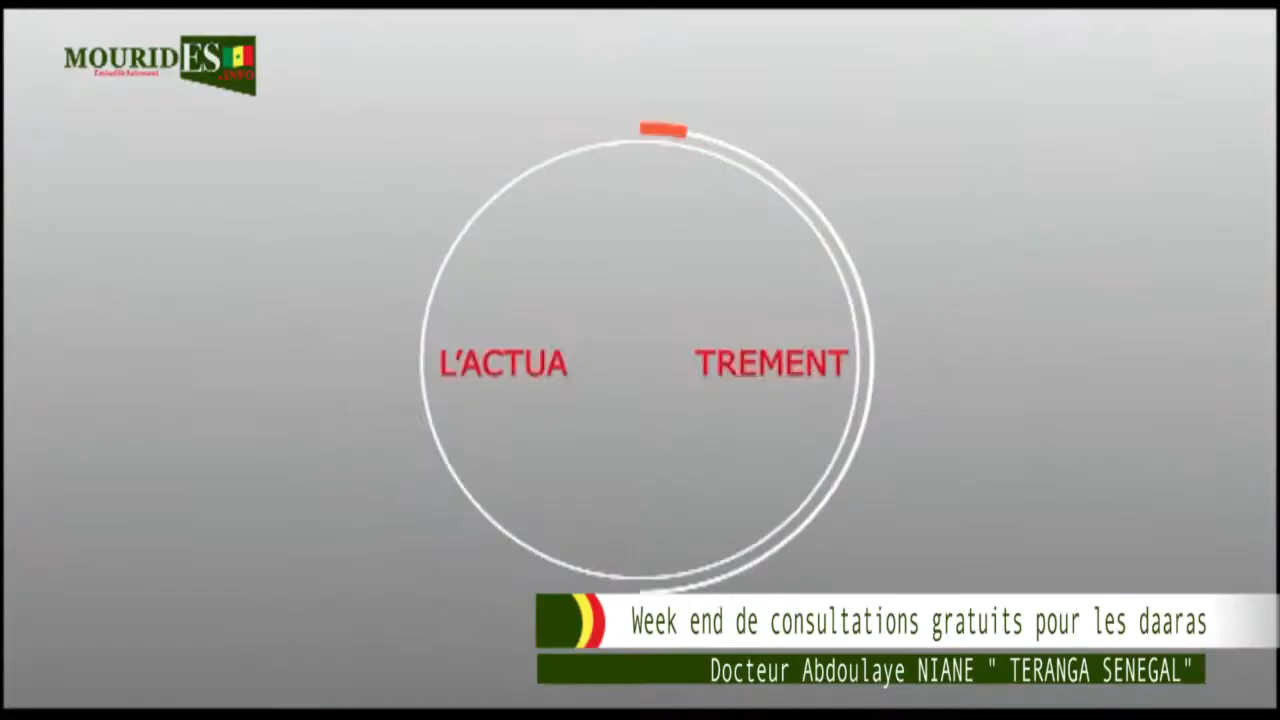 MOURIDES
.INFO
L'ACTUA TREMENT
Week end de consultations gratuits pour les daaras
Docteur Abdoulaye NIANE " TERANGA SENEGAL"